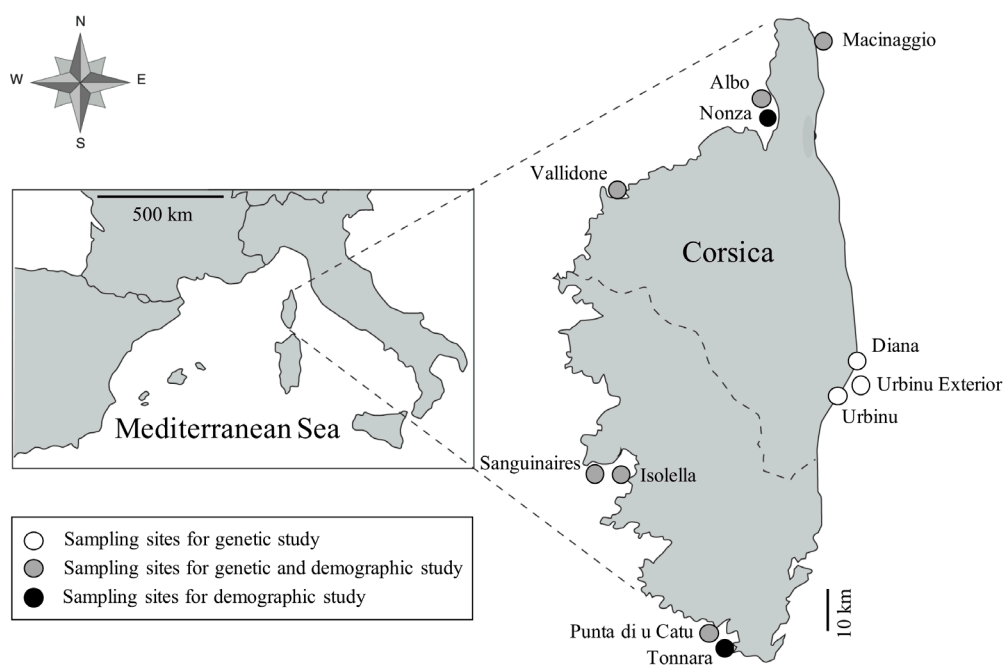 N
W
E
S
Macinaggio
Albo
Nonza
Vallidone
500 km
Corsica
Diana
Urbinu Exterior
Urbinu
Mediterranean Sea
Sanguinaires
Isolella
Sampling sites for genetic study
Sampling sites for genetic and demographic study
Sampling sites for demographic study
10 km
Punta di u Catu
Tonnara